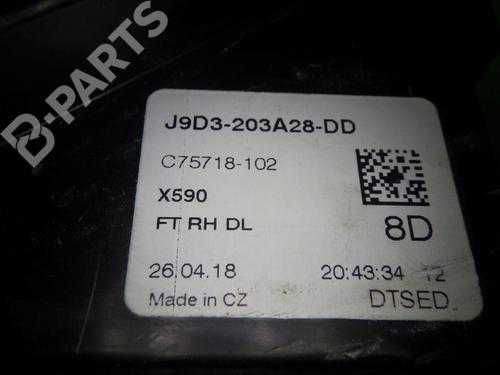 B-PARTS
J9D3-203A28-DD
C75718-102
X590
FT RH DL
8D
26.04.18 20:43:34 12
Made in CZ DTSED